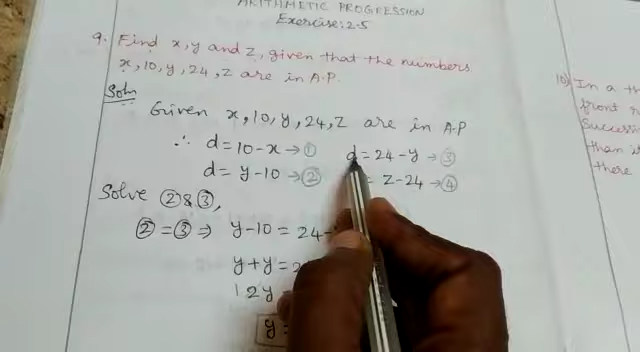 ARITHMETIC PROGRESSION
Exercise:2.5
9. Find x, y and z, given that the numbers
x, 10, y, 24, z are in A.P.
Soln
Given x, 10, y, 24, z are in A.P
∴ d = 10 - x → ①
d = y - 10 → ②
d = 24 - y → ③
= z - 24 → ④
Solve ② & ③,
② = ③ ⇒ y - 10 = 24 -
y + y = 2
2y =
y =
10) In a
front
Successi
than
there